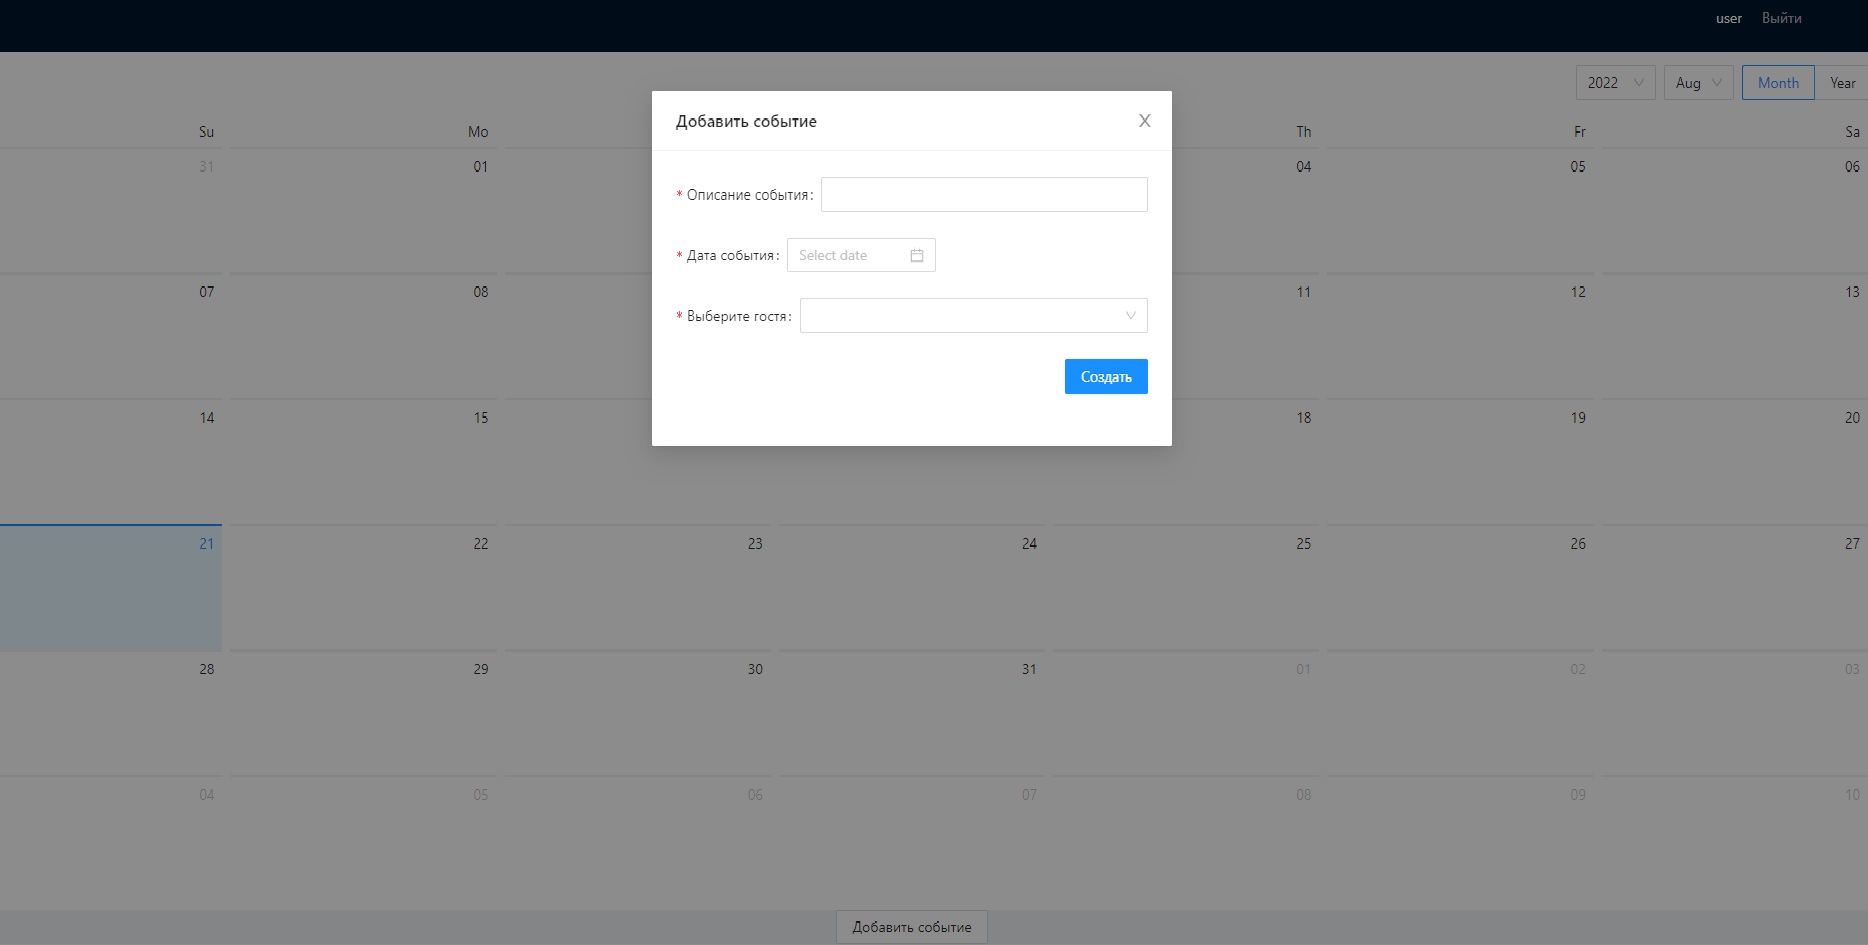 user Выйти
2022 Aug Month Year
Добавить событие X
Su Mo Th Fr Sa
31 01 04 05 06
* Описание события:
* Дата события: Select date
07 08 11 12 13
* Выберите гостя:
Создать
14 15 18 19 20
21 22 23 24 25 26 27
28 29 30 31 01 02 03
04 05 06 07 08 09 10
Добавить событие